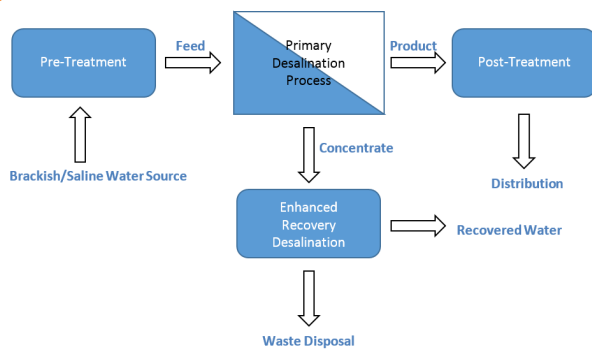 Pre-Treatment
Feed
Primary
Desalination
Process
Product
Post-Treatment
Brackish/Saline Water Source
Concentrate
Distribution
Enhanced
Recovery
Desalination
Recovered Water
Waste Disposal